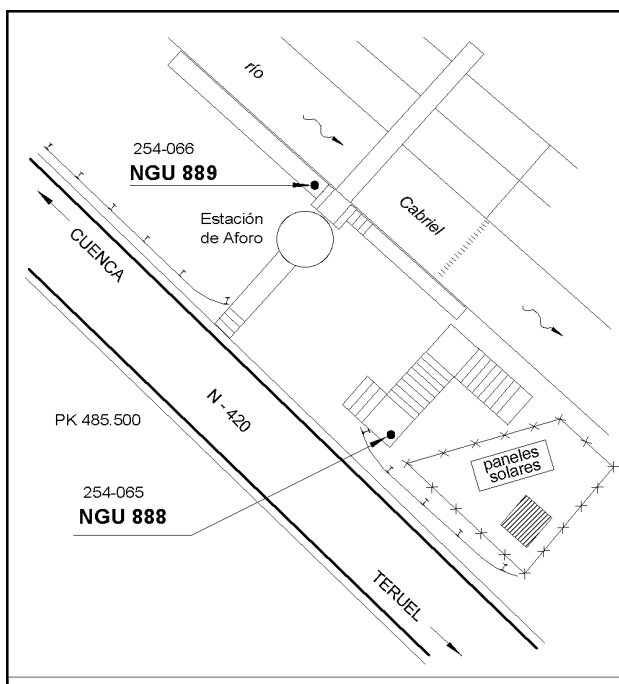 río
254-066
NGU 889
Cabriel
Estación
de Aforo
CUENCA
N - 420
PK 485.500
paneles
solares
254-065
NGU 888
TERUEL